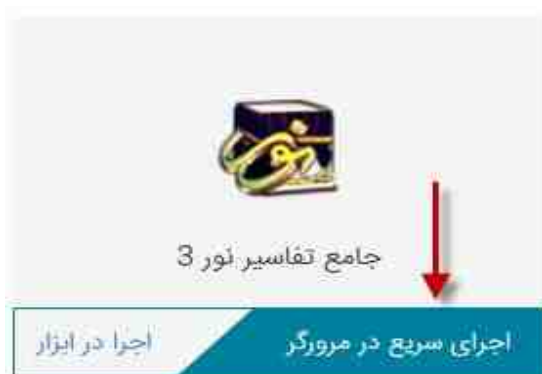 جامع تفاسیر نور 3
اجرای سریع در مرورگر
اجرا در ابزار